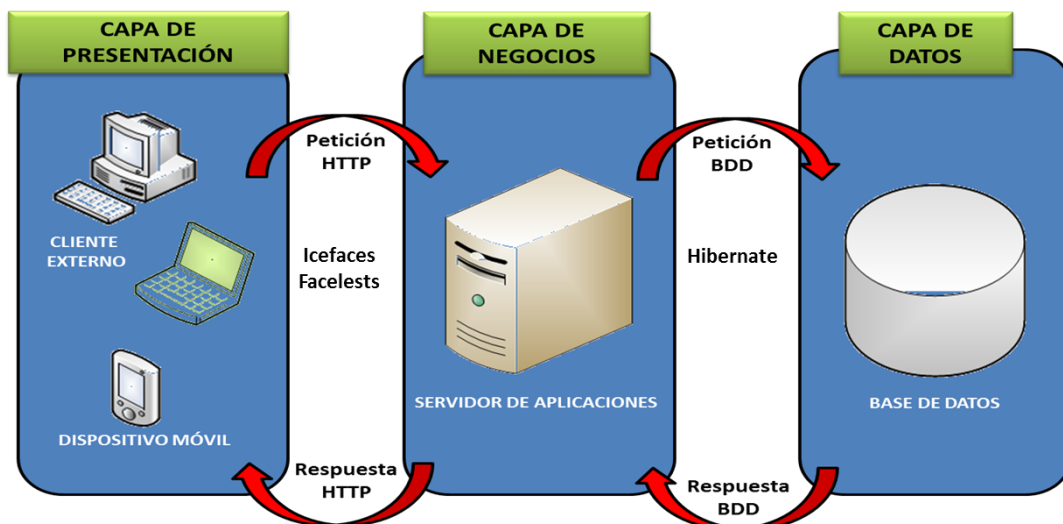 CAPA DE
PRESENTACIÓN
CAPA DE
NEGOCIOS
CAPA DE
DATOS
Petición
HTTP
Petición
BDD
CLIENTE
EXTERNO
Icefaces
Facelests
Hibernate
SERVIDOR DE APLICACIONES
BASE DE DATOS
DISPOSITIVO MÓVIL
Respuesta
HTTP
Respuesta
BDD